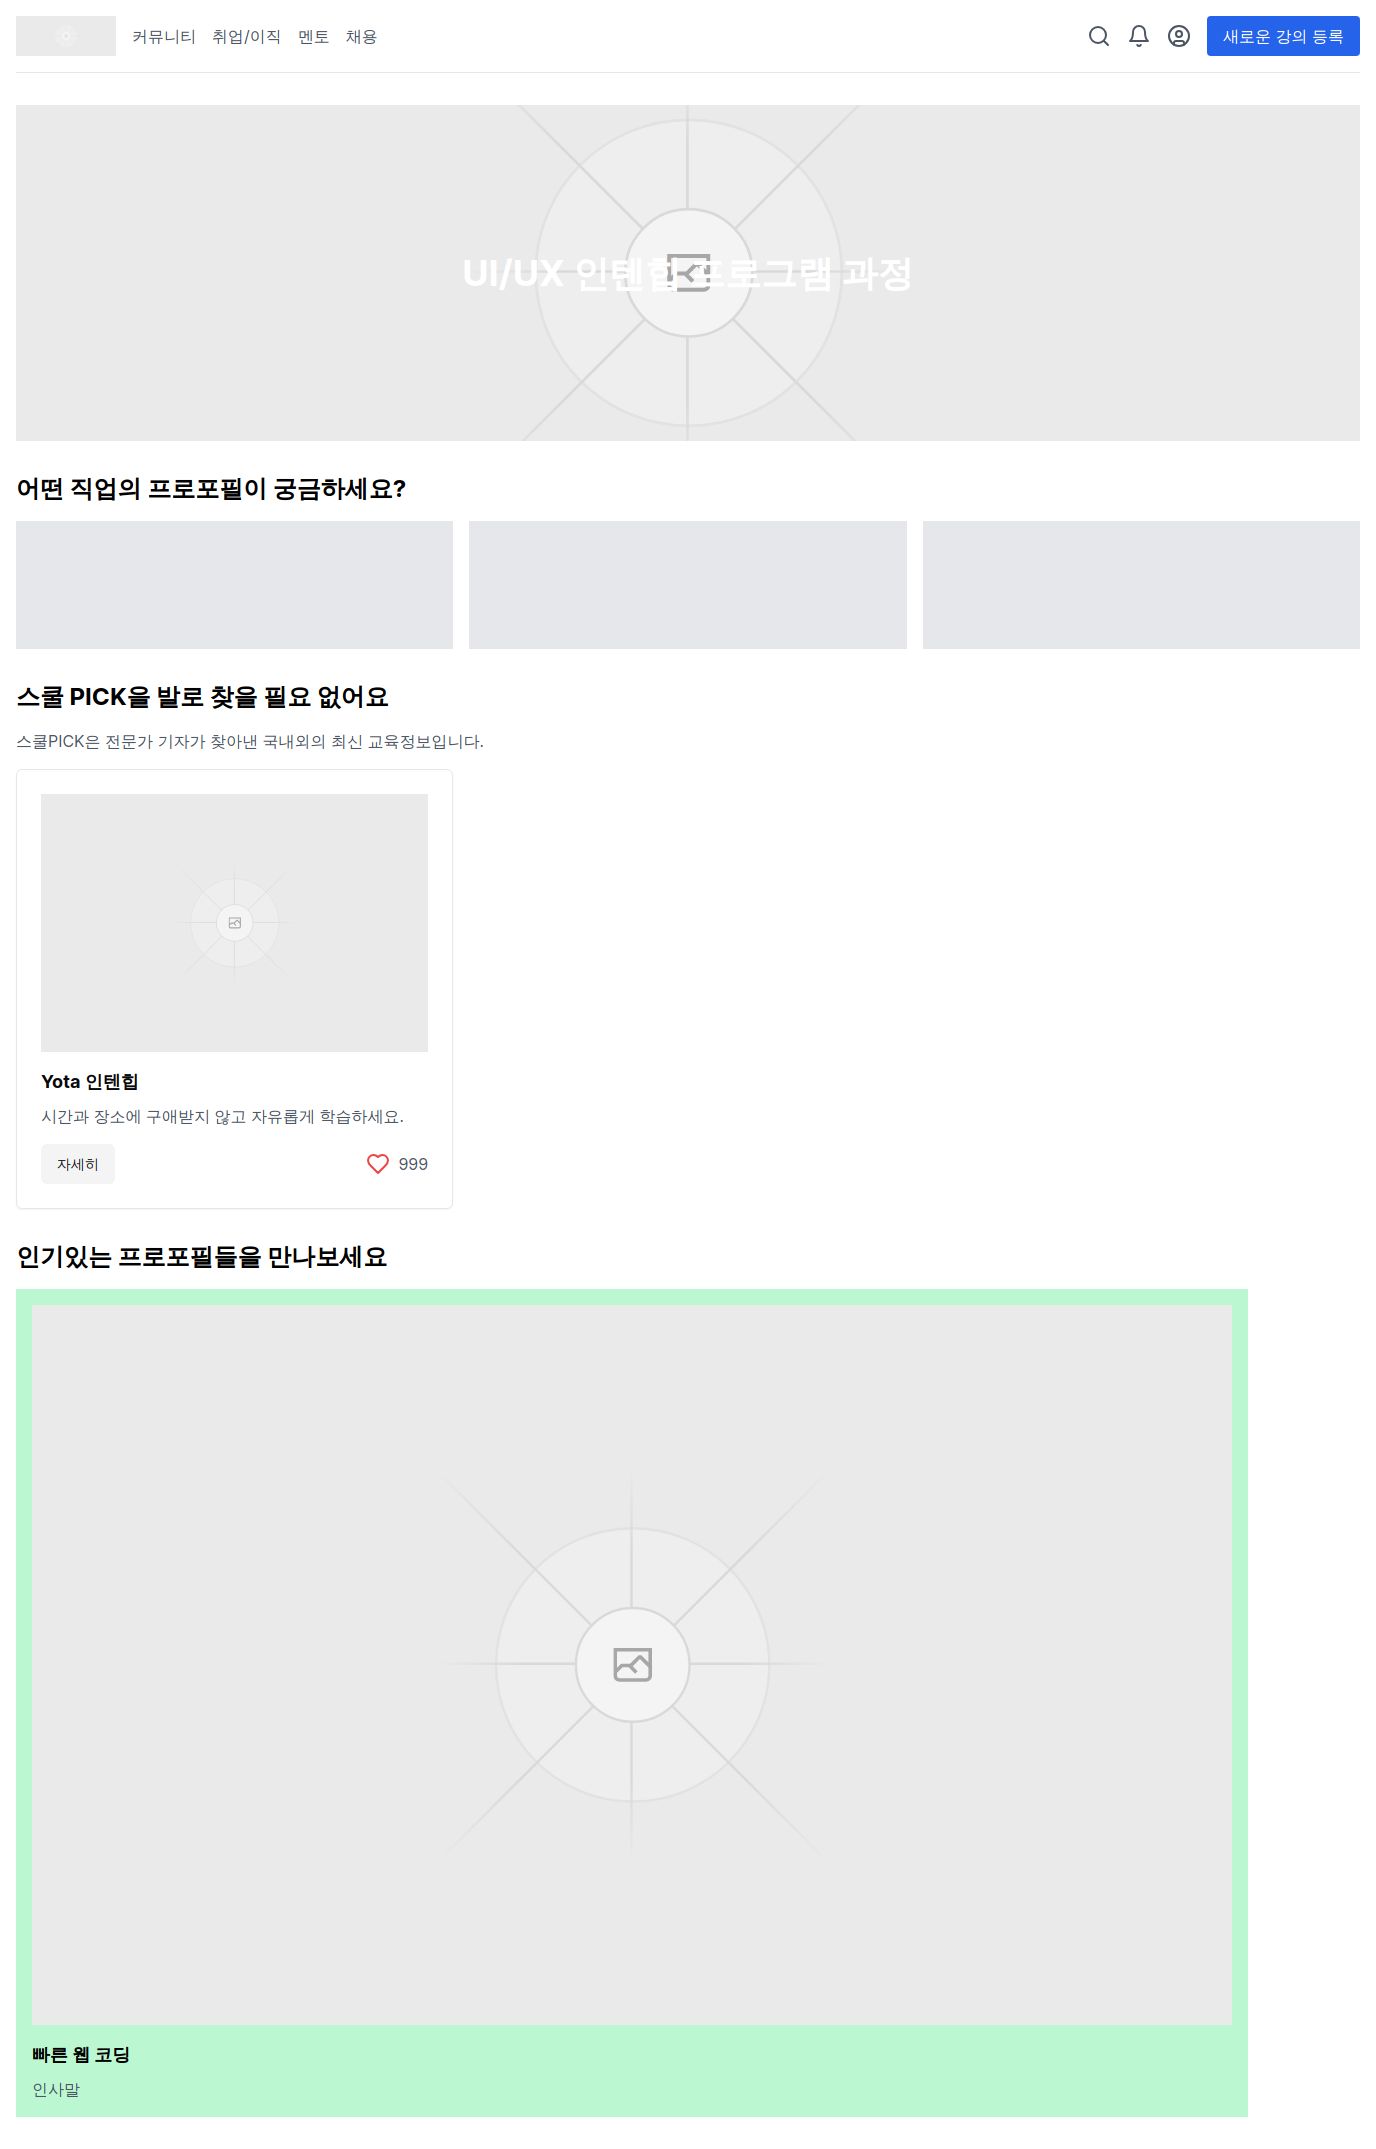 커뮤니티 취업/이직 멘토 채용 새로운 강의 등록
UI/UX 인텐힙 프로그램 과정
어떤 직업의 프로포필이 궁금하세요?
스쿨 PICK을 발로 찾을 필요 없어요
스쿨PICK은 전문가 기자가 찾아낸 국내외의 최신 교육정보입니다.
Yota 인텐힙
시간과 장소에 구애받지 않고 자유롭게 학습하세요.
자세히 999
인기있는 프로포필들을 만나보세요
빠른 웹 코딩
인사말